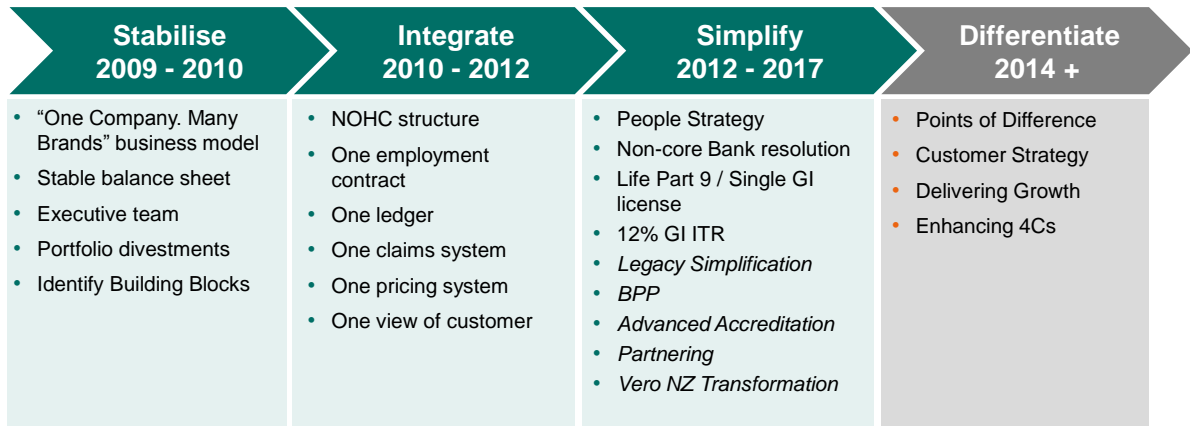 Stabilise
2009 - 2010
Integrate
2010 - 2012
Simplify
2012 - 2017
Differentiate
2014 +
• “One Company. Many
Brands” business model
• Stable balance sheet
• Executive team
• Portfolio divestments
• Identify Building Blocks
• NOHC structure
• One employment
contract
• One ledger
• One claims system
• One pricing system
• One view of customer
• People Strategy
• Non-core Bank resolution
• Life Part 9 / Single GI
license
• 12% GI ITR
• Legacy Simplification
• BPP
• Advanced Accreditation
• Partnering
• Vero NZ Transformation
• Points of Difference
• Customer Strategy
• Delivering Growth
• Enhancing 4Cs